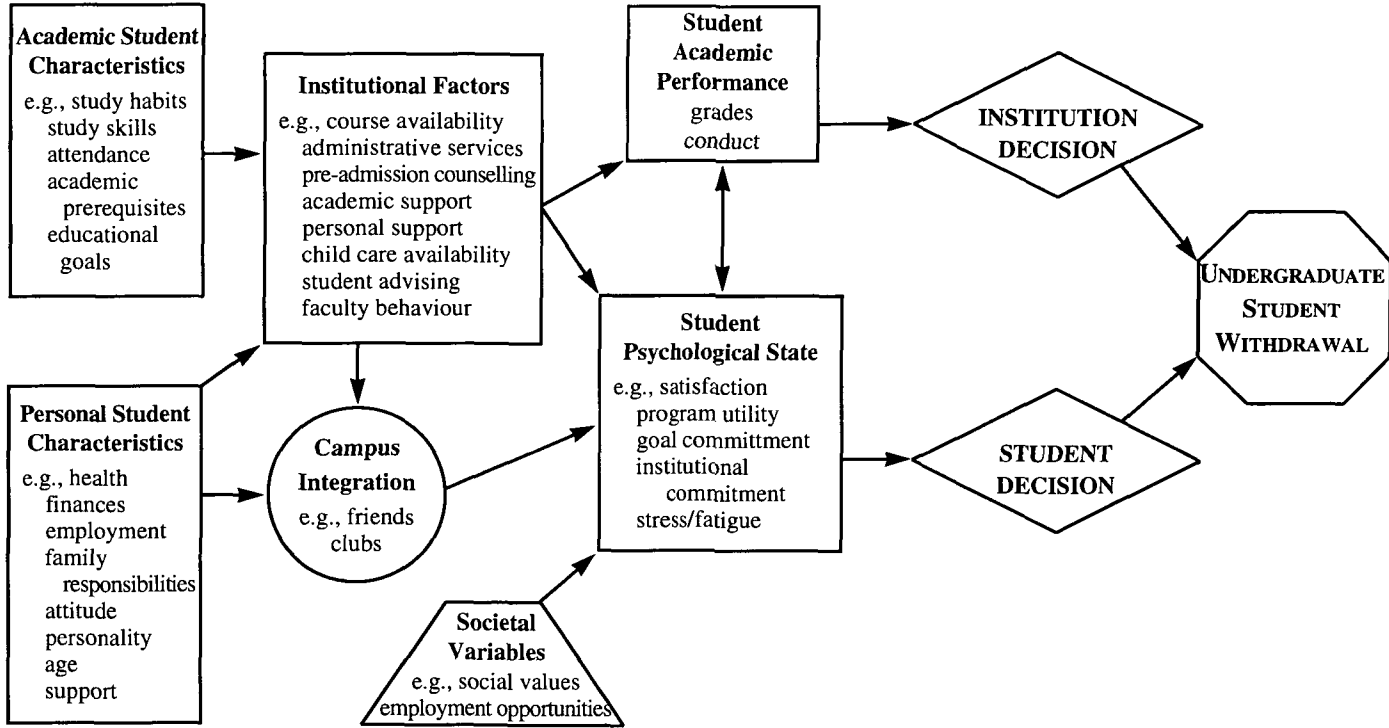 Academic Student
Characteristics
e.g., study habits
study skills
attendance
academic
prerequisites
educational
goals
Personal Student
Characteristics
e.g., health
finances
employment
family
responsibilities
attitude
personality
age
support
Institutional Factors
e.g., course availability
administrative services
pre-admission counselling
academic support
personal support
child care availability
student advising
faculty behaviour
Campus
Integration
e.g., friends
clubs
Societal
Variables
e.g., social values
employment opportunities
Student
Academic
Performance
grades
conduct
Student
Psychological State
e.g., satisfaction
program utility
goal committment
institutional
commitment
stress/fatigue
INSTITUTION
DECISION
STUDENT
DECISION
UNDERGRADUATE
STUDENT
WITHDRAWAL